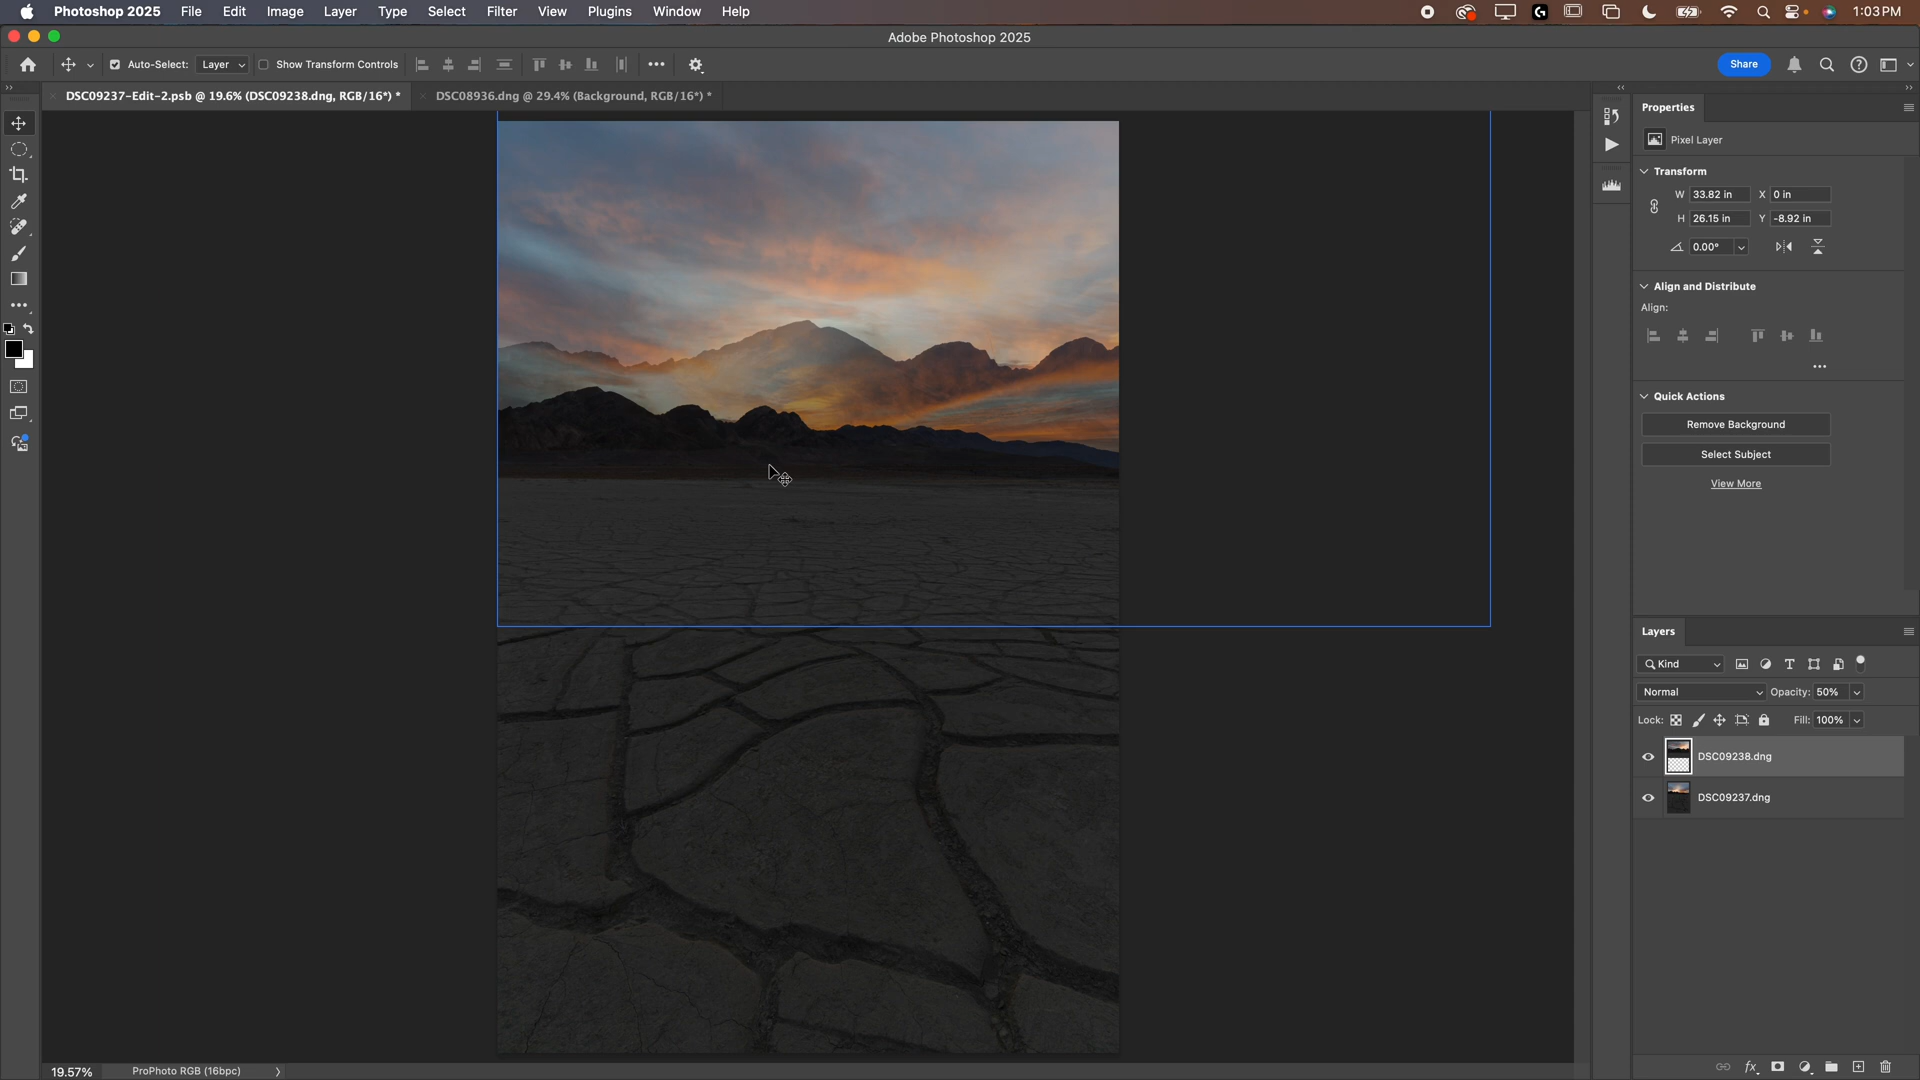 Photoshop 2025 File Edit Image Layer Type Select Filter View Plugins Window Help 1:03 PM
Adobe Photoshop 2025
Auto-Select: Layer Show Transform Controls Share
DSC09237-Edit-2.psb @ 19.6% (DSC09238.dng, RGB/16*) * DSC08936.dng @ 29.4% (Background, RGB/16*) *
Properties
Pixel Layer
Transform
W 33.82 in X 0 in
H 26.15 in Y -8.92 in
0.00°
Align and Distribute
Align:
Quick Actions
Remove Background
Select Subject
View More
Layers
Kind
Normal Opacity: 50%
Lock: Fill: 100%
DSC09238.dng
DSC09237.dng
19.57% ProPhoto RGB (16bpc)